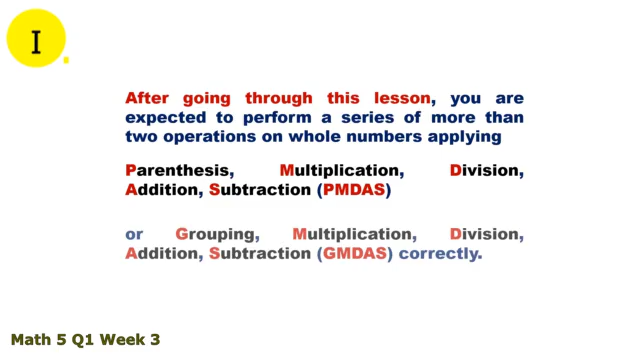 I.
After going through this lesson, you are
expected to perform a series of more than
two operations on whole numbers applying
Parenthesis, Multiplication, Division,
Addition, Subtraction (PMDAS)
or Grouping, Multiplication, Division,
Addition, Subtraction (GMDAS) correctly.
Math 5 Q1 Week 3